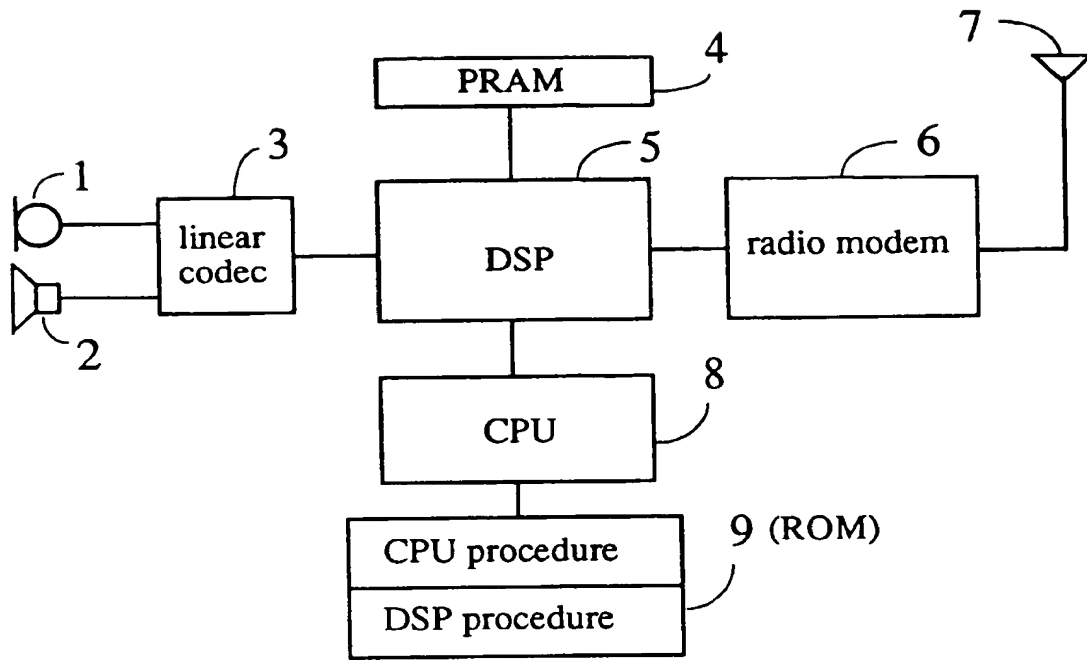 4
7
PRAM
3
5
6
1
linear
codec
DSP
radio modem
2
8
CPU
9 (ROM)
CPU procedure
DSP procedure